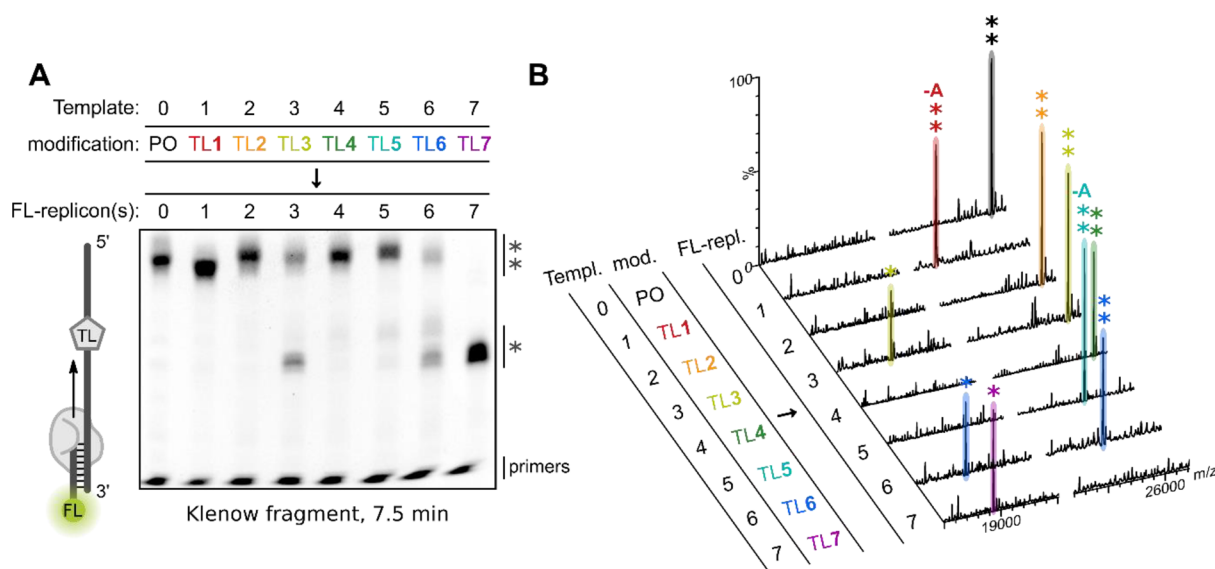 A
Template: 0 1 2 3 4 5 6 7
modification: PO TL1 TL2 TL3 TL4 TL5 TL6 TL7
↓
FL-replicon(s): 0 1 2 3 4 5 6 7
5'
*
*
TL
*
primers
3'
FL
Klenow fragment, 7.5 min
B
100
%
0
*
*
-A
*
*
*
*
*
*
-A
*
*
*
*
*
*
*
*
*
Templ. mod. FL-repl.
0 PO 0
1 TL1 1
2 TL2 2
3 TL3 3
4 TL4 → 4
5 TL5 5
6 TL6 6
7 TL7 7
19000 26000 m/z